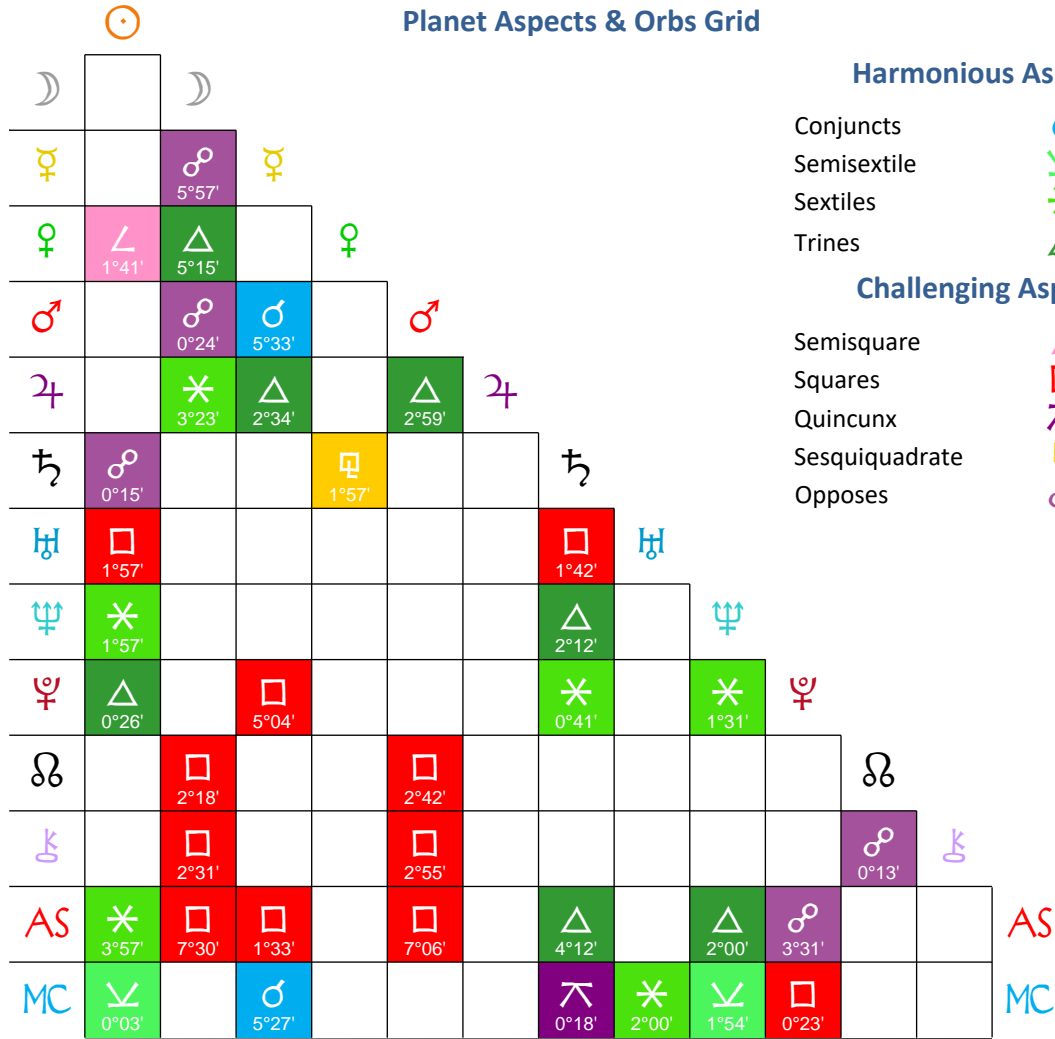 Planet Aspects & Orbs Grid
Harmonious As
Conjuncts
Semisextile
5°57'
Sextiles
1°41' 5°15'
Trines
Challenging Asp
0°24' 5°33'
Semisquare
Squares
3°23' 2°34' 2°59'
Quincunx
Sesquiquadrate
0°15' 1°57'
Opposes
1°57' 1°42'
1°57' 2°12'
0°26' 5°04' 0°41' 1°31'
2°18' 2°42'
2°31' 2°55' 0°13'
AS 3°57' 7°30' 1°33' 7°06' 4°12' 2°00' 3°31' AS
MC 0°03' 5°27' 0°18' 2°00' 1°54' 0°23' MC